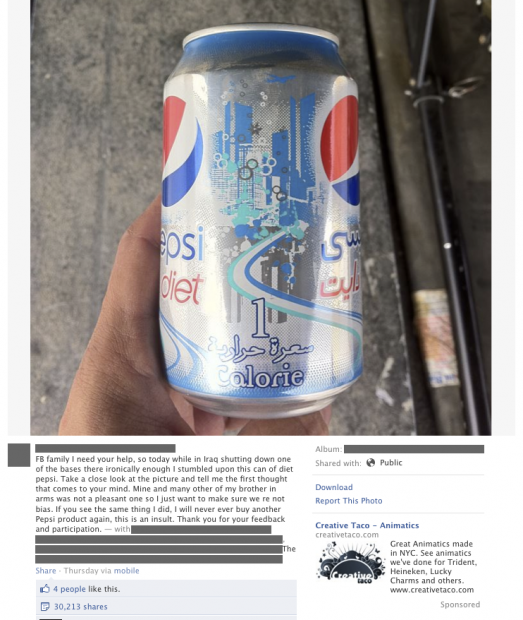 epsi
diet
بسي
دايت
1
سعرة حرارية
Calorie
FB family I need your help, so today while in Iraq shutting down one
of the bases there ironically enough I stumbled upon this can of diet
pepsi. Take a close look at the picture and tell me the first thought
that comes to your mind. Mine and many other of my brother in
arms was not a pleasant one so I just want to make sure we re not
bias. If you see the same thing I did, I will never ever buy another
Pepsi product again, this is an insult. Thank you for your feedback
and participation. — with
The
Share · Thursday via mobile
4 people like this.
30,213 shares
Album:
Shared with: Public
Download
Report This Photo
Creative Taco - Animatics
creativetaco.com
Creative
taco
Great Animatics made
in NYC. See animatics
we've done for Trident,
Heineken, Lucky
Charms and others.
www.creativetaco.com
Sponsored